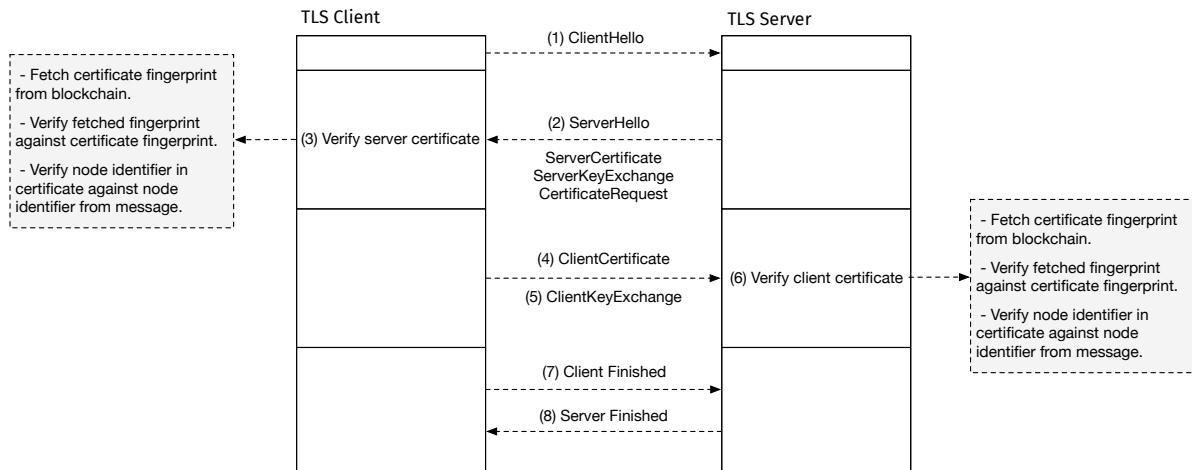 TLS Client
TLS Server
(1) ClientHello
- Fetch certificate fingerprint
from blockchain.
- Verify fetched fingerprint
against certificate fingerprint.
- Verify node identifier in
certificate against node
identifier from message.
(3) Verify server certificate
(2) ServerHello
ServerCertificate
ServerKeyExchange
CertificateRequest
(4) ClientCertificate
(5) ClientKeyExchange
(6) Verify client certificate
- Fetch certificate fingerprint
from blockchain.
- Verify fetched fingerprint
against certificate fingerprint.
- Verify node identifier in
certificate against node
identifier from message.
(7) Client Finished
(8) Server Finished